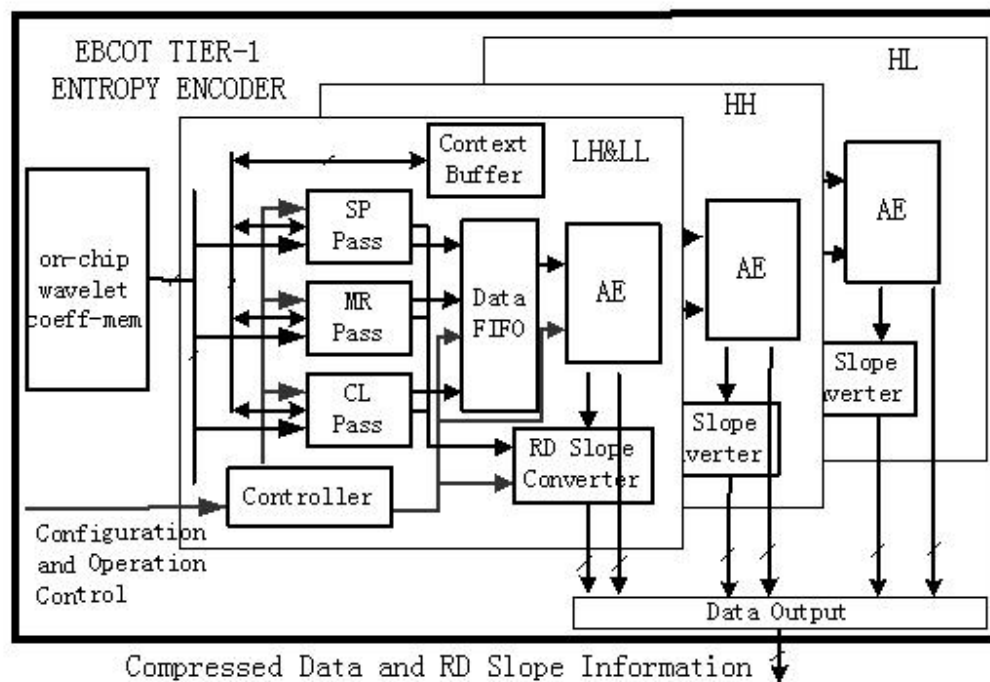 EBCOT TIER-1
ENTROPY ENCODER
HL
HH
LH&LL
Context
Buffer
on-chip
wavelet
coeff-mem
SP
Pass
MR
Pass
CL
Pass
Data
FIFO
AE
AE
AE
RD Slope
Converter
Slope
verter
Slope
verter
Controller
Configuration
and Operation
Control
Data Output
Compressed Data and RD Slope Information